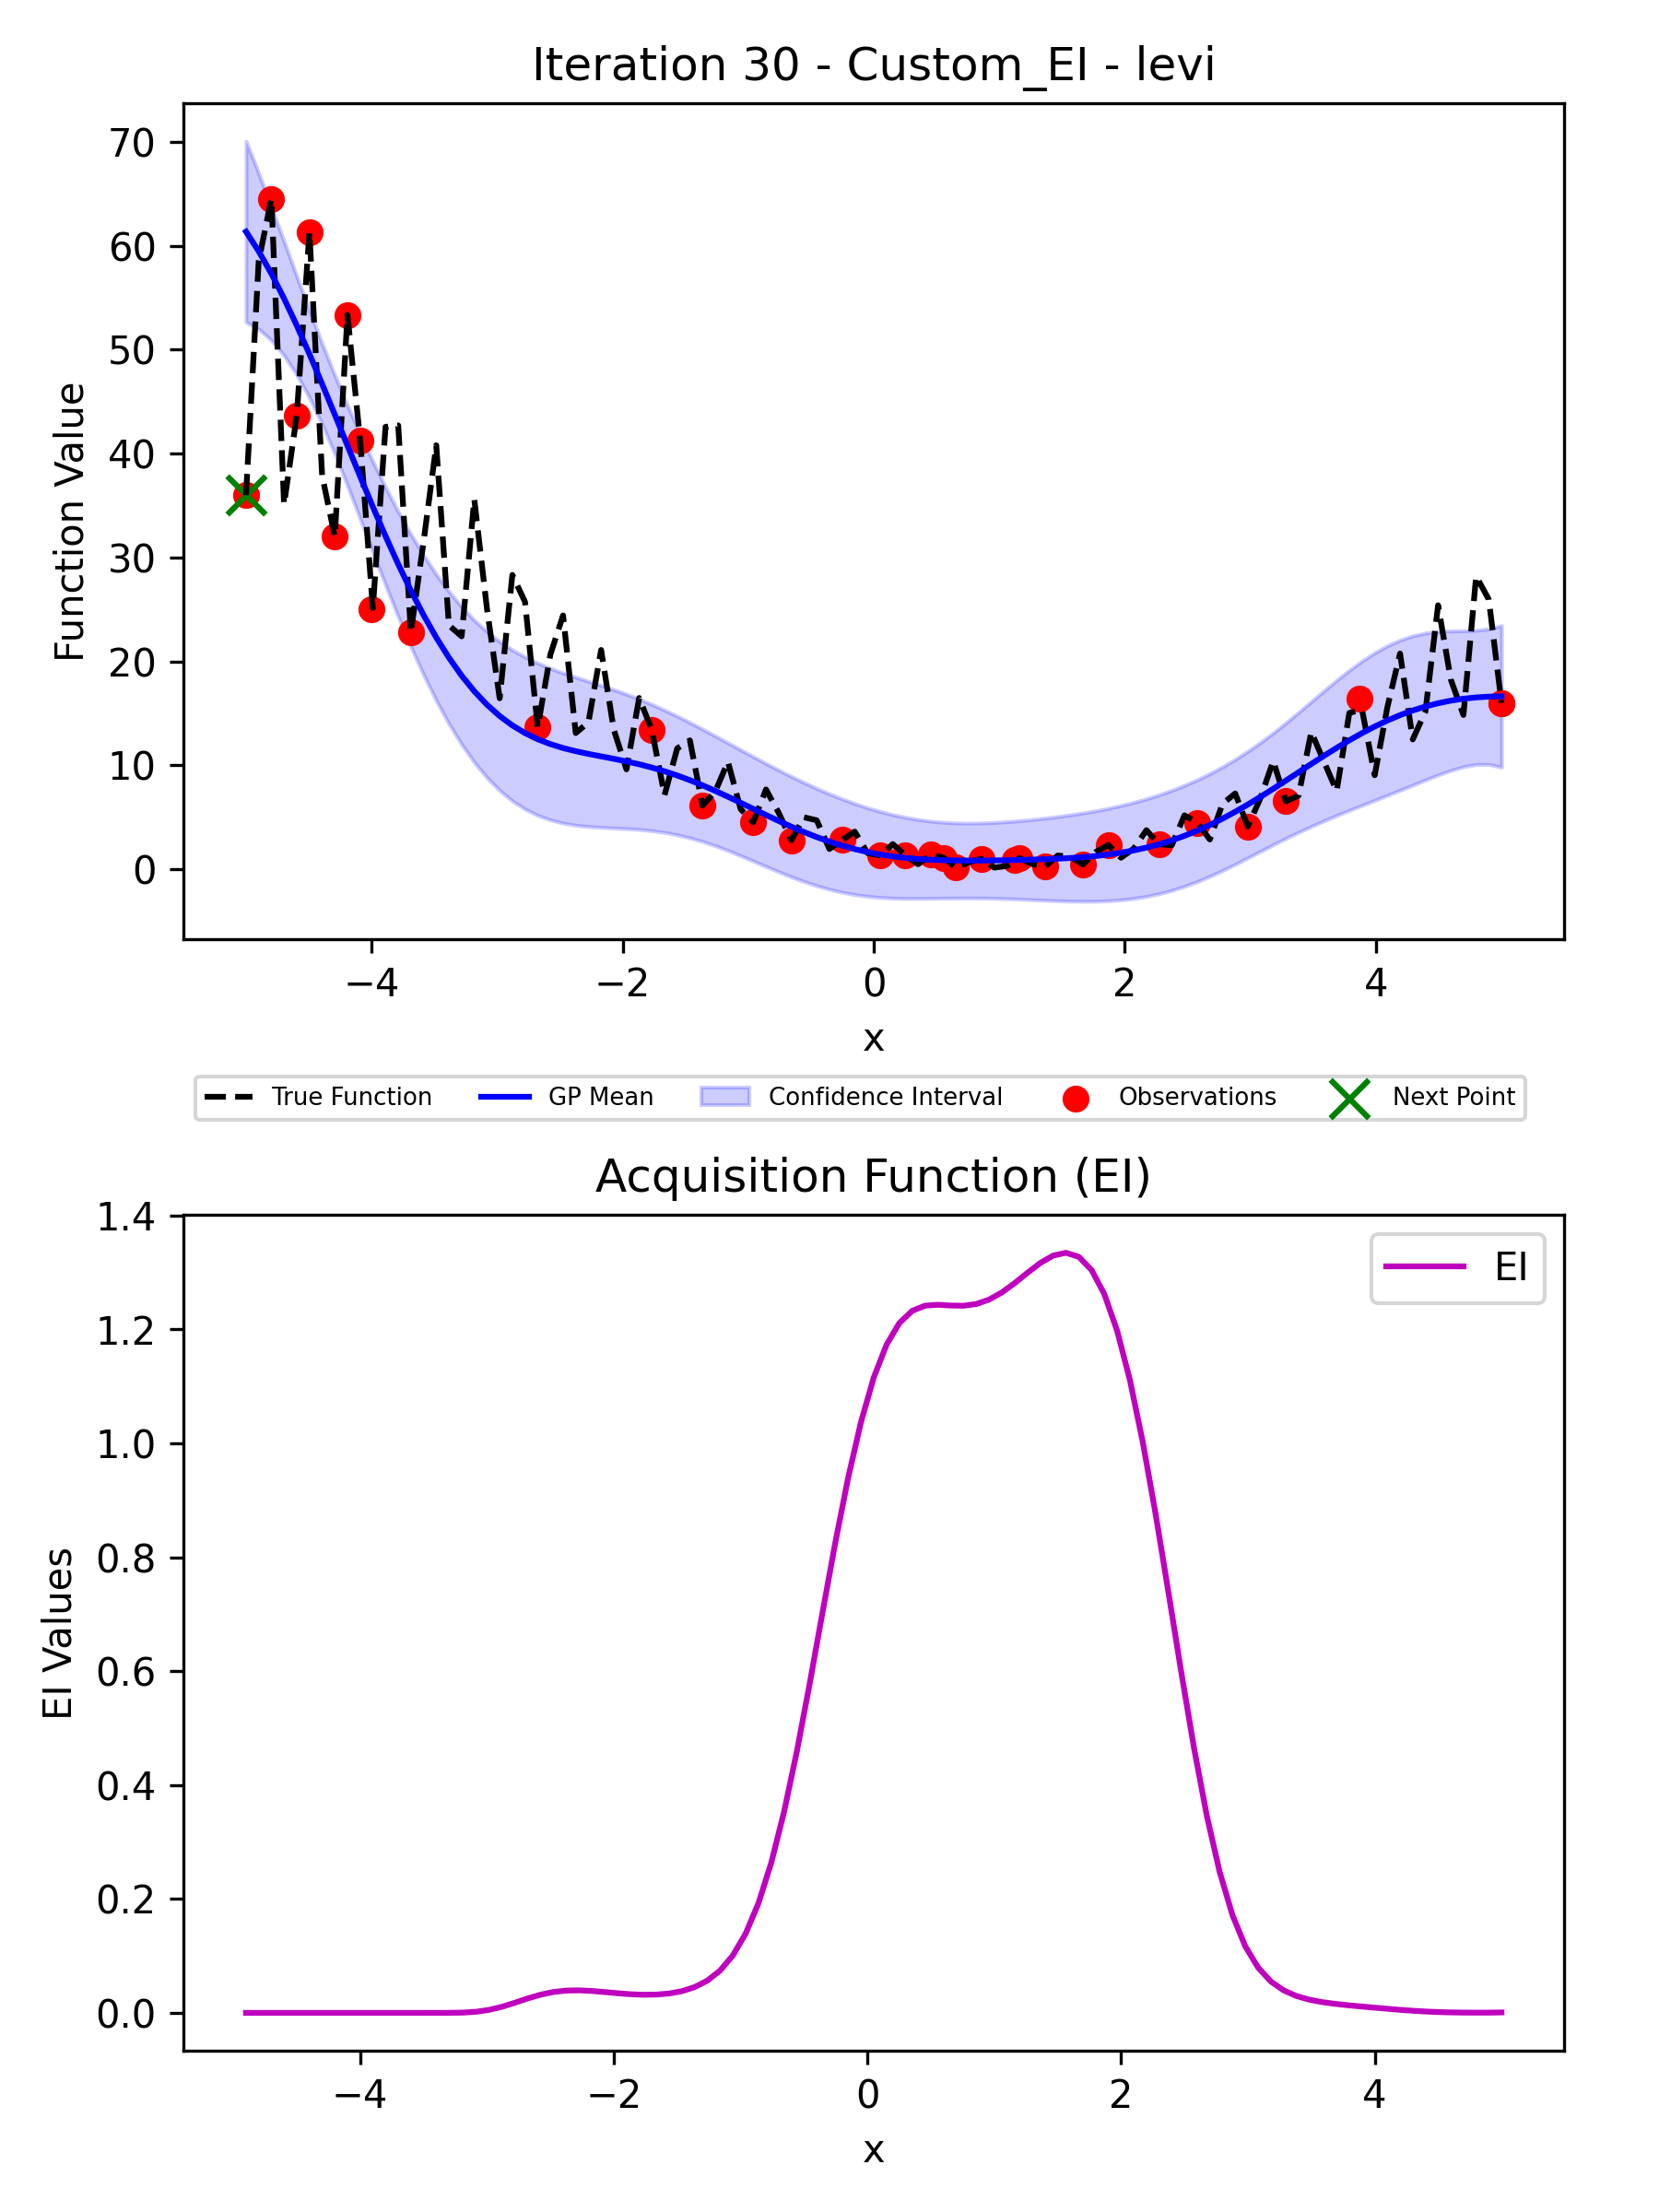 Iteration 30 - Custom_EI - levi
70
60
50
40
30
20
10
0
Function Value
−4 −2 0 2 4
x
True Function GP Mean Confidence Interval Observations Next Point
Acquisition Function (EI)
1.4
1.2
1.0
0.8
0.6
0.4
0.2
0.0
EI Values
EI
−4 −2 0 2 4
x